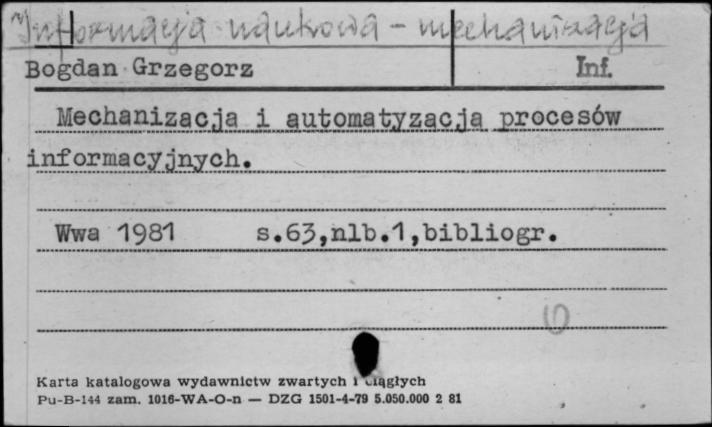 Informacja naukowa - mechanizacja
Bogdan Grzegorz Inf.
Mechanizacja i automatyzacja procesów
informacyjnych.
Wwa 1981 s.63,nlb.1,bibliogr.
Karta katalogowa wydawnictw zwartych i ciągłych
Pu-B-144 zam. 1016-WA-O-n — DZG 1501-4-79 5.050.000 2 81